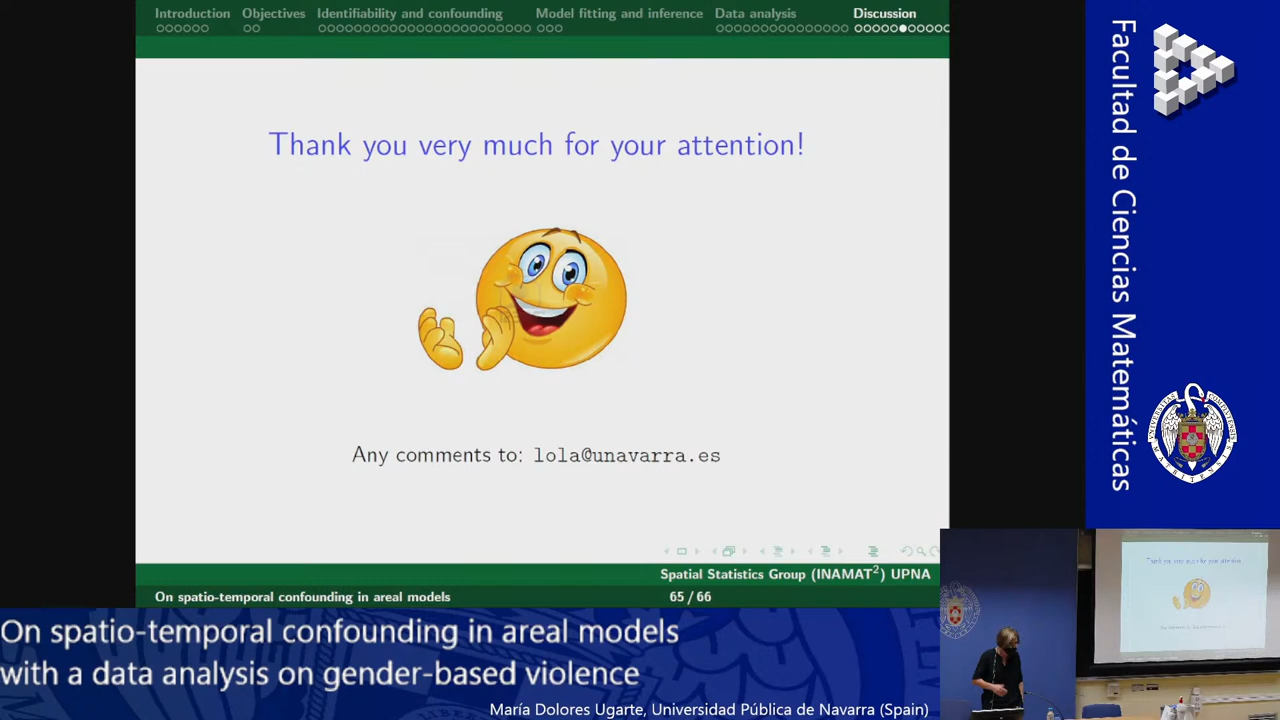 Introduction Objectives Identifiability and confounding Model fitting and inference Data analysis Discussion
Thank you very much for your attention!
Any comments to: lola@unavarra.es
Spatial Statistics Group (INAMAT²) UPNA
On spatio-temporal confounding in areal models 65 / 66
On spatio-temporal confounding in areal models
with a data analysis on gender-based violence
María Dolores Ugarte, Universidad Pública de Navarra (Spain)
Facultad de Ciencias Matemáticas